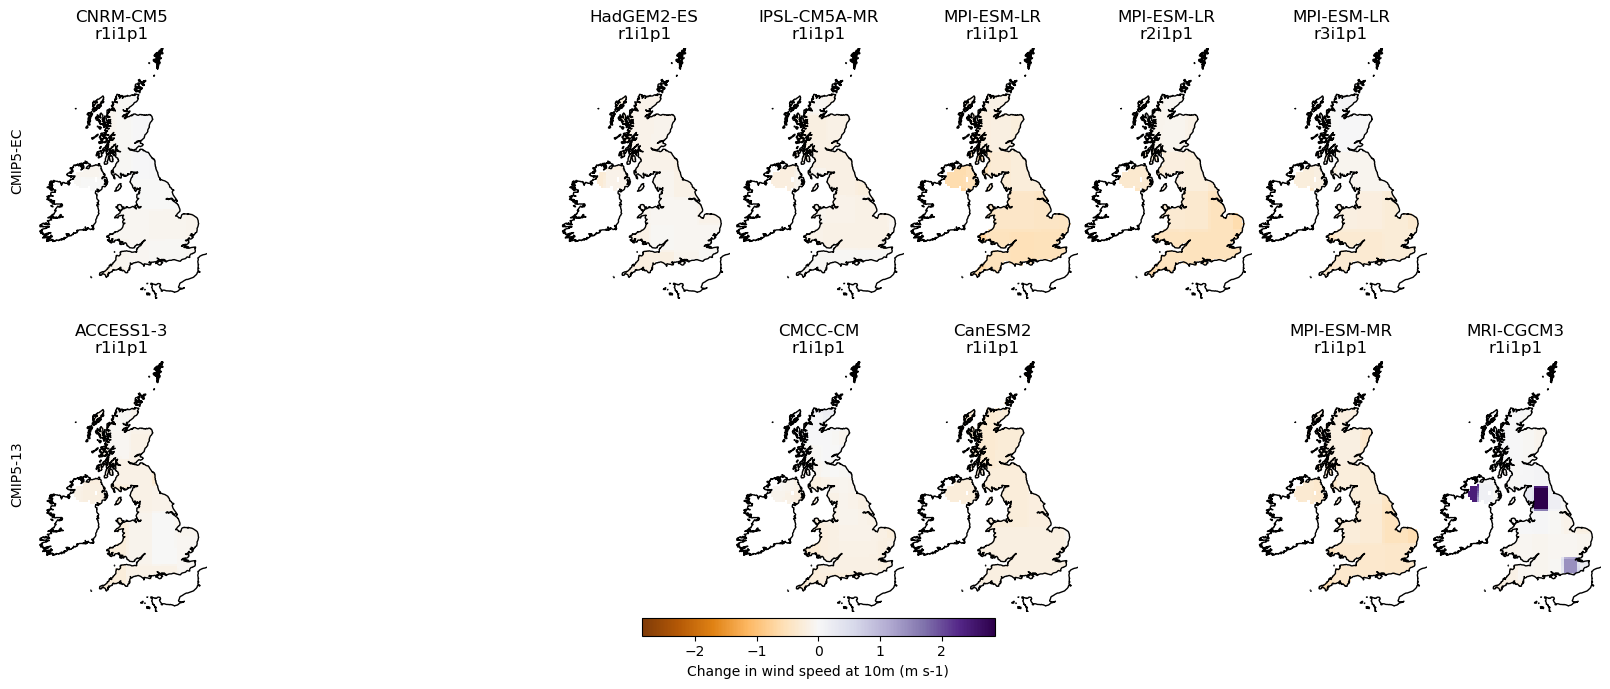 CNRM-CM5
r1i1p1
HadGEM2-ES
r1i1p1
IPSL-CM5A-MR
r1i1p1
MPI-ESM-LR
r1i1p1
MPI-ESM-LR
r2i1p1
MPI-ESM-LR
r3i1p1
CMIP5-EC
ACCESS1-3
r1i1p1
CMCC-CM
r1i1p1
CanESM2
r1i1p1
MPI-ESM-MR
r1i1p1
MRI-CGCM3
r1i1p1
CMIP5-13
−2 −1 0 1 2
Change in wind speed at 10m (m s-1)